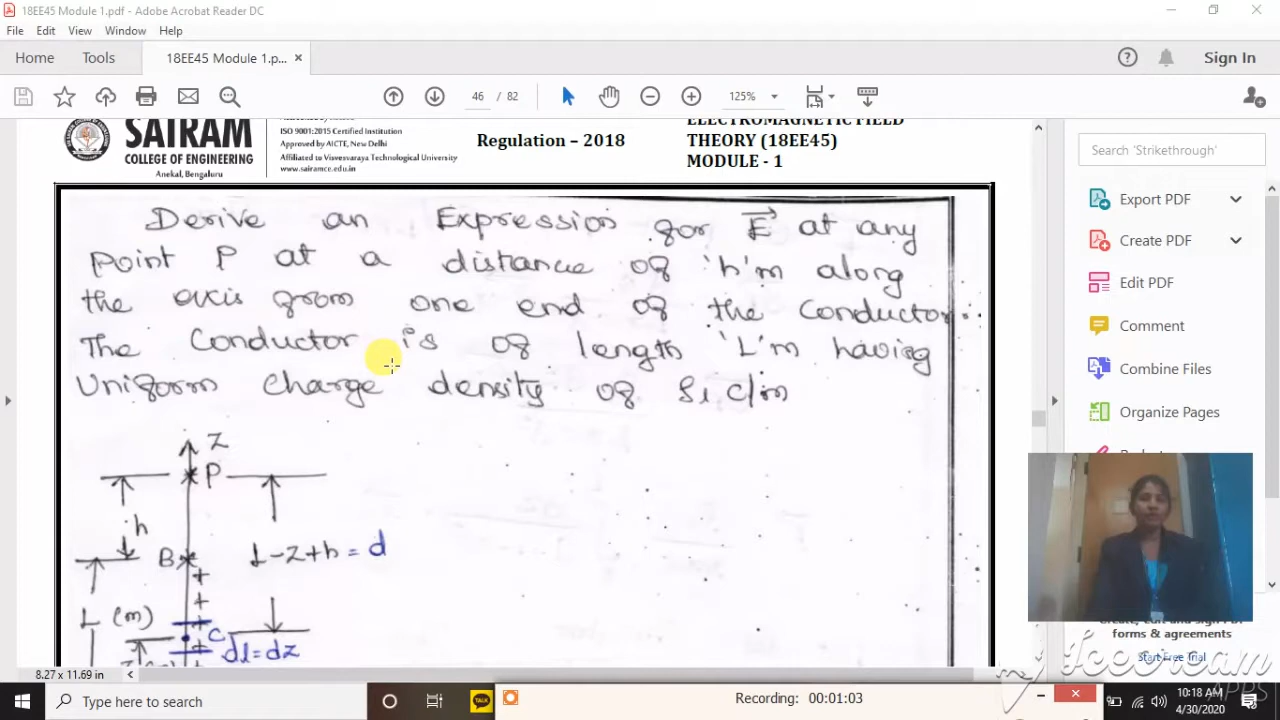 18EE45 Module 1.pdf - Adobe Acrobat Reader DC
File Edit View Window Help
Home Tools 18EE45 Module 1.p... × Sign In
46 / 82 125%
SAIRAM
COLLEGE OF ENGINEERING
Anekal, Bengaluru
ISO 9001:2015 Certified Institution
Approved by AICTE, New Delhi
Affiliated to Visvesvaraya Technological University
www.sairamce.edu.in
Regulation – 2018
ELECTROMAGNETIC FIELD
THEORY (18EE45)
MODULE - 1
Search 'Strikethrough'
Export PDF
Create PDF
Edit PDF
Comment
Combine Files
Organize Pages
Derive an Expression for E⃗ at any
Point P at a distance of 'h'm along
the axis from one end of the Conductor.
The Conductor is of length 'L'm having
Uniform charge density of ρL C/m
Z
P
h
B L-z+h = d
L (m)
C
dl=dz
forms & agreements
Start Free Trial
IceCream
APPS
8.27 x 11.69 in
Type here to search
TALK
Recording: 00:01:03
4/30/2020